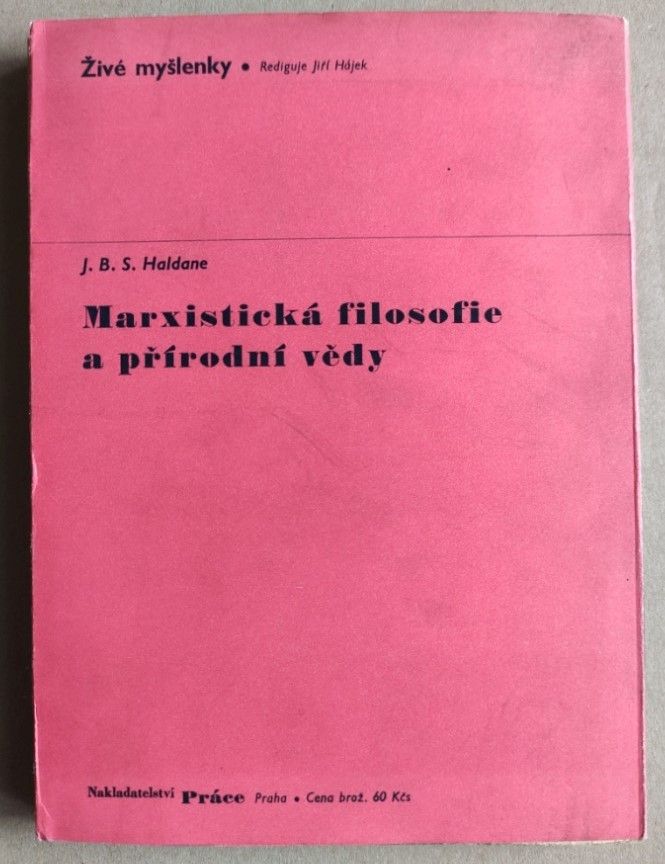 Živé myšlenky • Rediguje Jiří Hájek
J. B. S. Haldane
Marxistická filosofie
a přírodní vědy
Nakladatelství Práce Praha • Cena brož. 60 Kčs